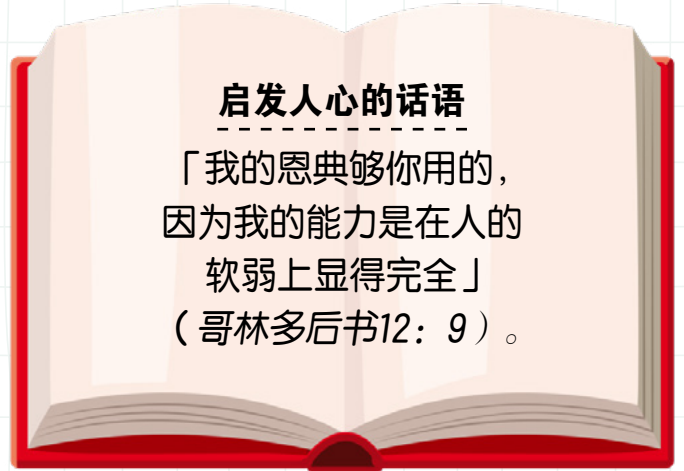 启发人心的话语
「我的恩典够你用的，
因为我的能力是在人的
软弱上显得完全」
（哥林多后书12：9）。